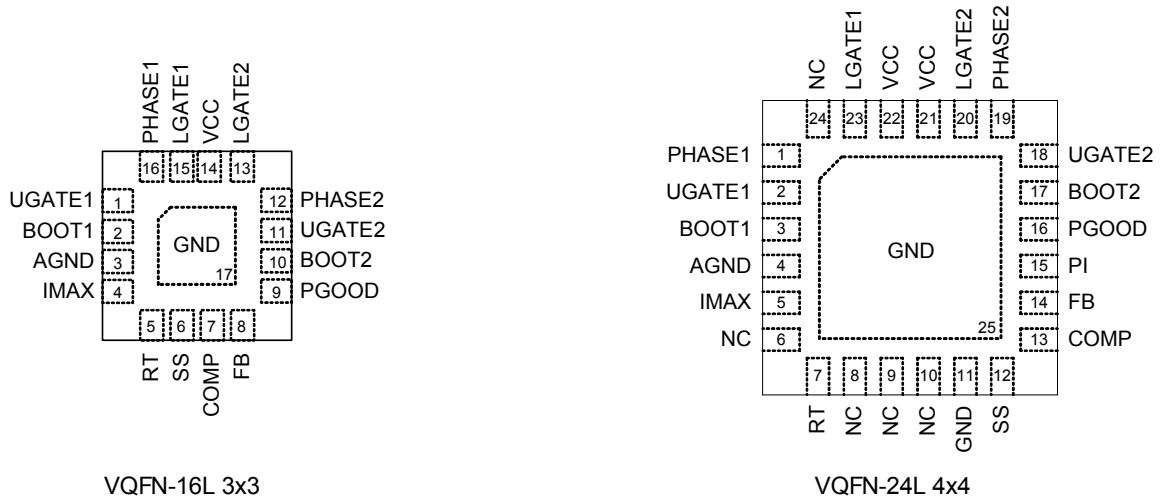 PHASE1
LGATE1
VCC
LGATE2
16
15
14
13
UGATE1
1
BOOT1
2
AGND
3
IMAX
4
GND
17
12
PHASE2
11
UGATE2
10
BOOT2
9
PGOOD
5
6
7
8
RT
SS
COMP
FB
VQFN-16L 3x3
NC
LGATE1
VCC
VCC
LGATE2
PHASE2
24
23
22
21
20
19
PHASE1
1
UGATE1
2
BOOT1
3
AGND
4
IMAX
5
NC
6
GND
25
18
UGATE2
17
BOOT2
16
PGOOD
15
PI
14
FB
13
COMP
7
8
9
10
11
12
RT
NC
NC
NC
GND
SS
VQFN-24L 4x4